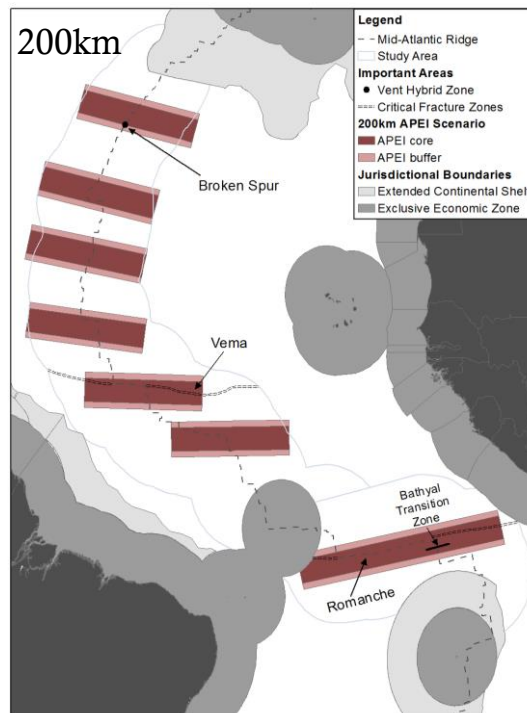 200km
Legend
Mid-Atlantic Ridge
Study Area
Important Areas
Vent Hybrid Zone
Critical Fracture Zones
200km APEI Scenario
APEI core
APEI buffer
Jurisdictional Boundaries
Extended Continental Shelf
Exclusive Economic Zone
Broken Spur
Vema
Bathyal
Transition
Zone
Romanche